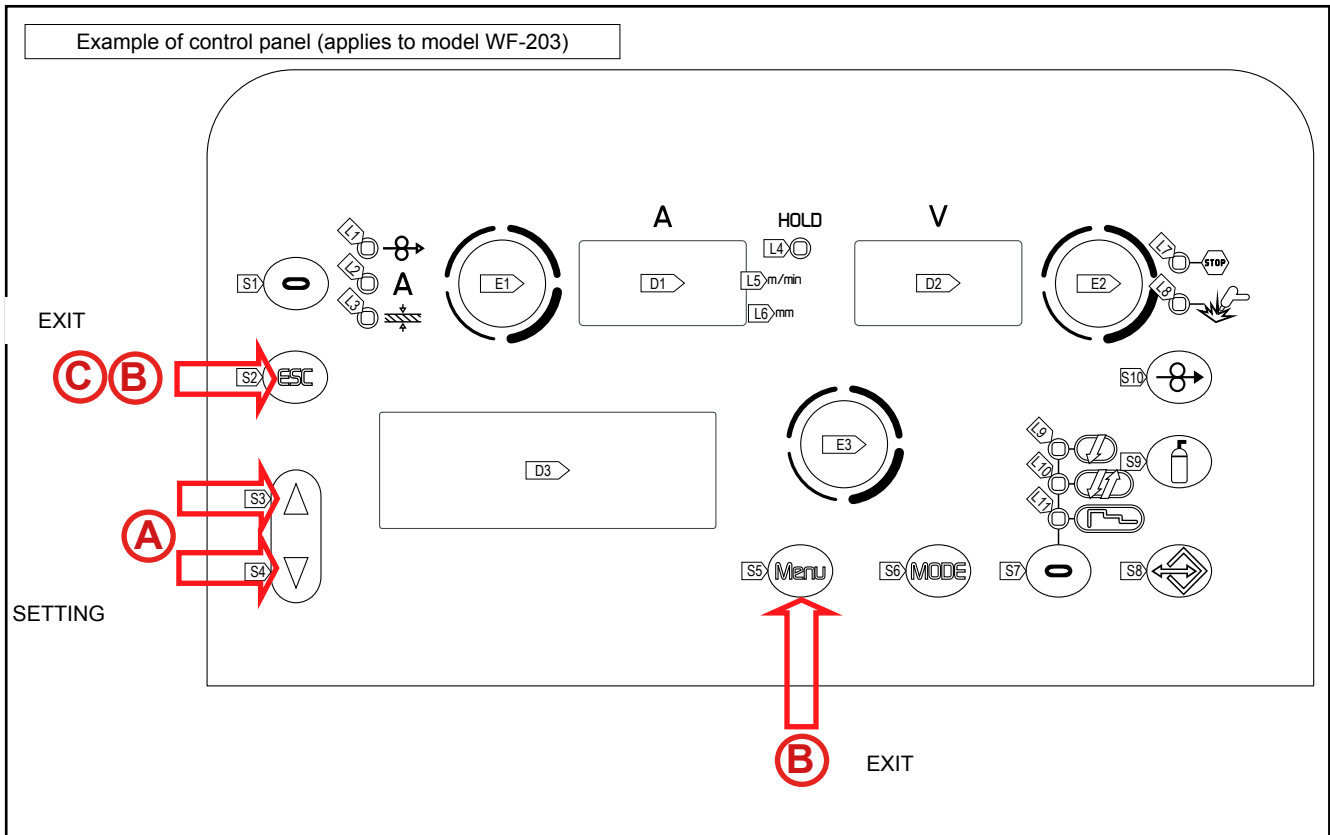 Example of control panel (applies to model WF-203)
A
HOLD
V
L1
L4
L7
STOP
S1
L2
A
E1
D1
L5 m/min
D2
E2
L3
L6 mm
L8
EXIT
C B
S2 ESC
S10
E3
L9
D3
L10
S9
S3
L11
A
S4
S5 Menu
S6 MODE
S7
S8
SETTING
B
EXIT